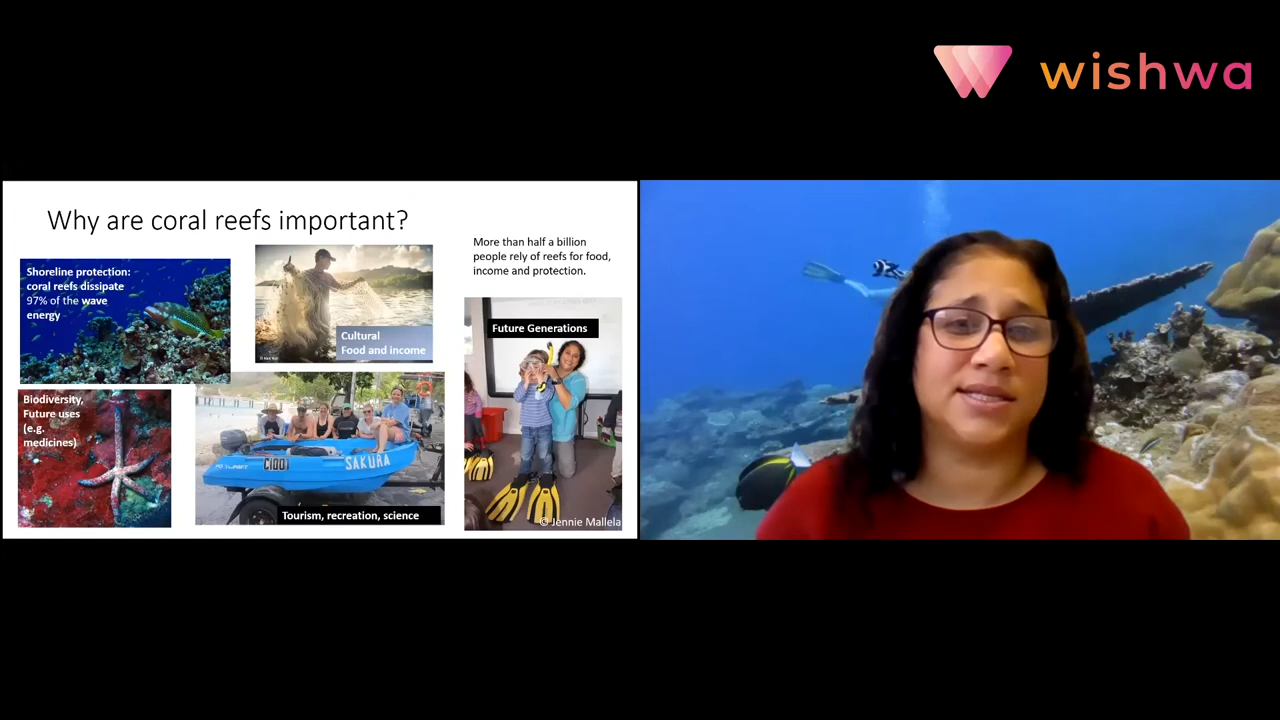 wishwa
Why are coral reefs important?
More than half a billion
people rely of reefs for food,
income and protection.
Shoreline protection:
coral reefs dissipate
97% of the wave
energy
Cultural
Food and income
Future Generations
Biodiversity,
Future uses
(e.g.
medicines)
C1001
SAKURA
Tourism, recreation, science
© Jennie Mallela